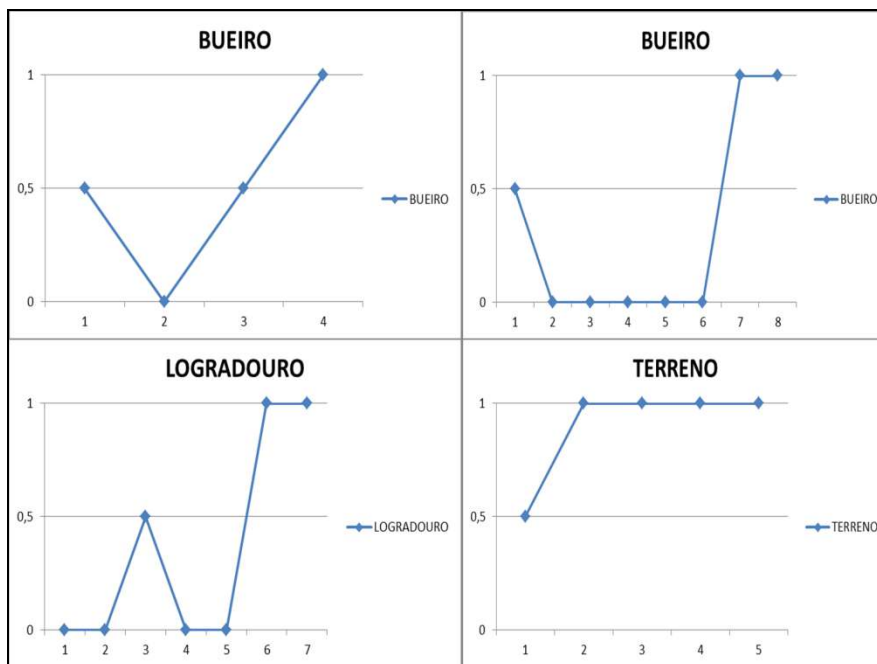 BUEIRO
1
0,5
0
1 2 3 4
BUEIRO
BUEIRO
1
0,5
0
1 2 3 4 5 6 7 8
BUEIRO
LOGRADOURO
1
0,5
0
1 2 3 4 5 6 7
LOGRADOURO
TERRENO
1
0,5
0
1 2 3 4 5
TERRENO